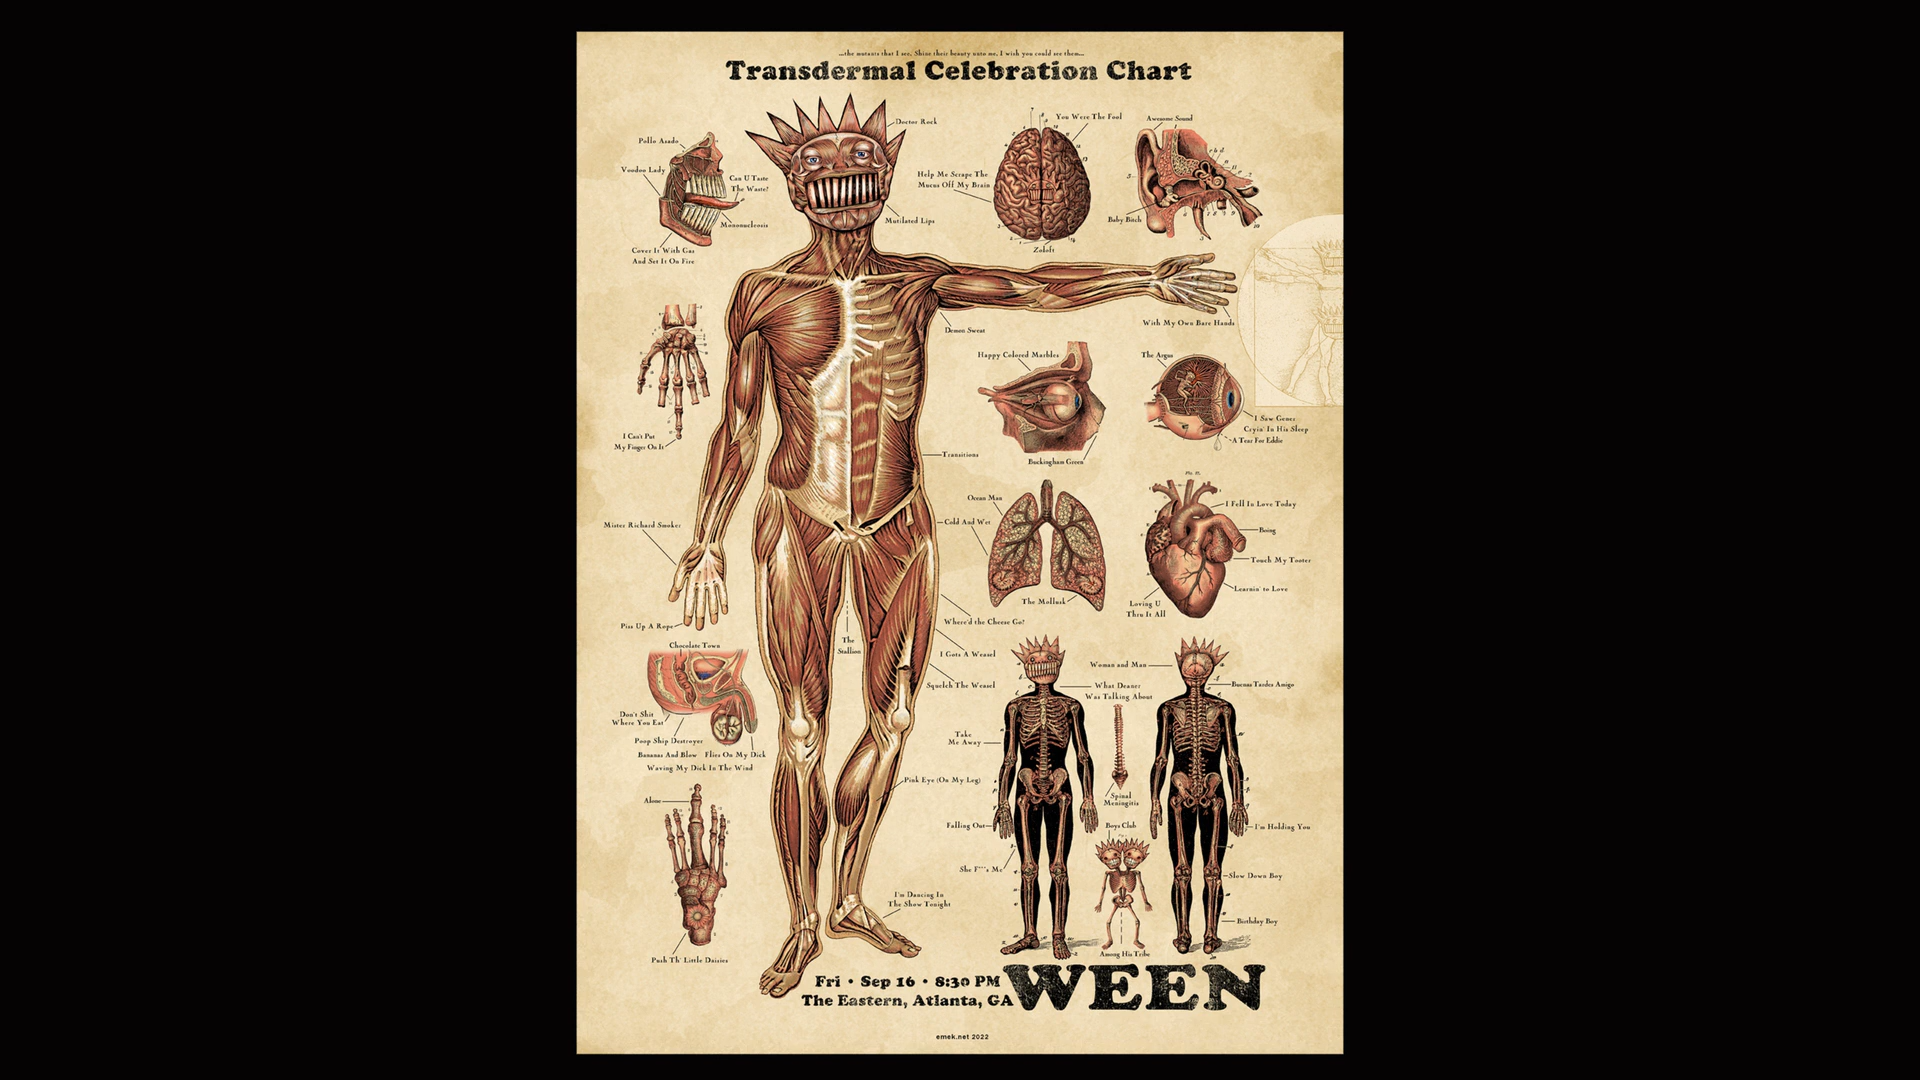 ...the mutants that I see, Shine their beauty unto me, I wish you could see them...
Transdermal Celebration Chart
Doctor Rock
Pollo Asado
Voodoo Lady
Can U Taste
The Waste?
Mononucleosis
Cover It With Gas
And Set It On Fire
Mutilated Lips
You Were The Fool
Help Me Scrape The
Mucus Off My Brain
Zoloft
Awesome Sound
Baby Bitch
With My Own Bare Hands
Demon Sweat
I Can't Put
My Finger On It
Happy Colored Marbles
Buckingham Green
The Argus
I Saw Gener
Cryin' In His Sleep
A Tear For Eddie
Transitions
Ocean Man
Cold And Wet
The Mollusk
Fig. 12.
I Fell In Love Today
Boing
Touch My Tooter
Learnin' to Love
Loving U
Thru It All
Mister Richard Smoker
Piss Up A Rope
Where'd the Cheese Go?
The
Stallion
I Gots A Weasel
Squelch The Weasel
Chocolate Town
Don't Shit
Where You Eat
Poop Ship Destroyer
Bananas And Blow
Flies On My Dick
Waving My Dick In The Wind
Woman and Man
What Deaner
Was Talking About
Buenas Tardes Amigo
Take
Me Away
Spinal
Meningitis
Pink Eye (On My Leg)
Alone
Falling Out
Boys Club
I'm Holding You
She F***s Me
Slow Down Boy
I'm Dancing In
The Show Tonight
Birthday Boy
Push Th' Little Daisies
Among His Tribe
Fri • Sep 16 • 8:30 PM
The Eastern, Atlanta, GA
WEEN
emek.net 2022